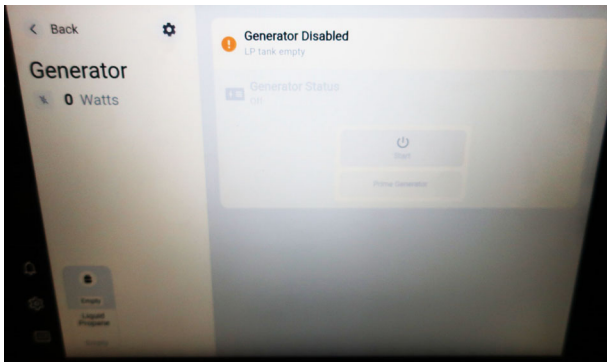 Back
Generator
0 Watts
Generator Disabled
LP tank empty
Generator Status
Off
Start
Prime Generator
Empty
Liquid
Propane